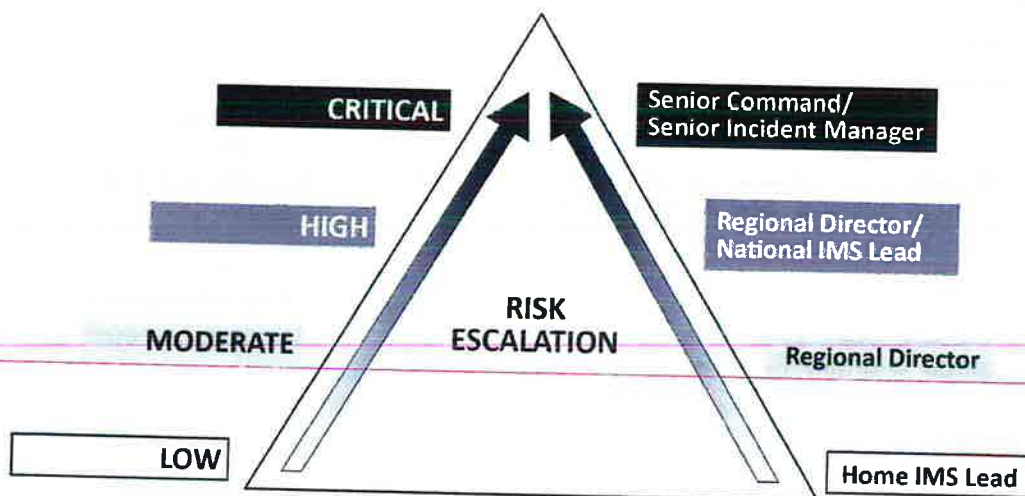 CRITICAL
Senior Command/
Senior Incident Manager
HIGH
Regional Director/
National IMS Lead
RISK
ESCALATION
MODERATE
Regional Director
LOW
Home IMS Lead